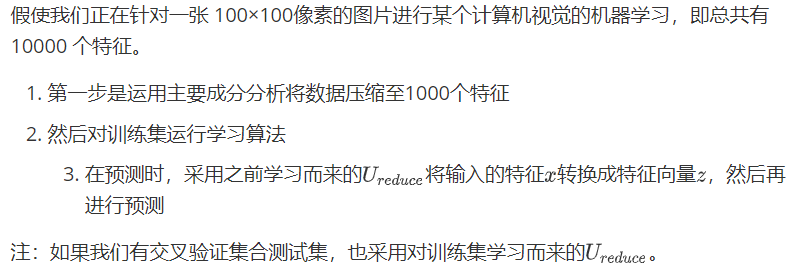 假使我们正在针对一张 100×100像素的图片进行某个计算机视觉的机器学习，即总共有
10000 个特征。
1. 第一步是运用主要成分分析将数据压缩至1000个特征
2. 然后对训练集运行学习算法
3. 在预测时，采用之前学习而来的U_{reduce}将输入的特征x转换成特征向量z，然后再
进行预测
注：如果我们有交叉验证集合测试集，也采用对训练集学习而来的U_{reduce}。